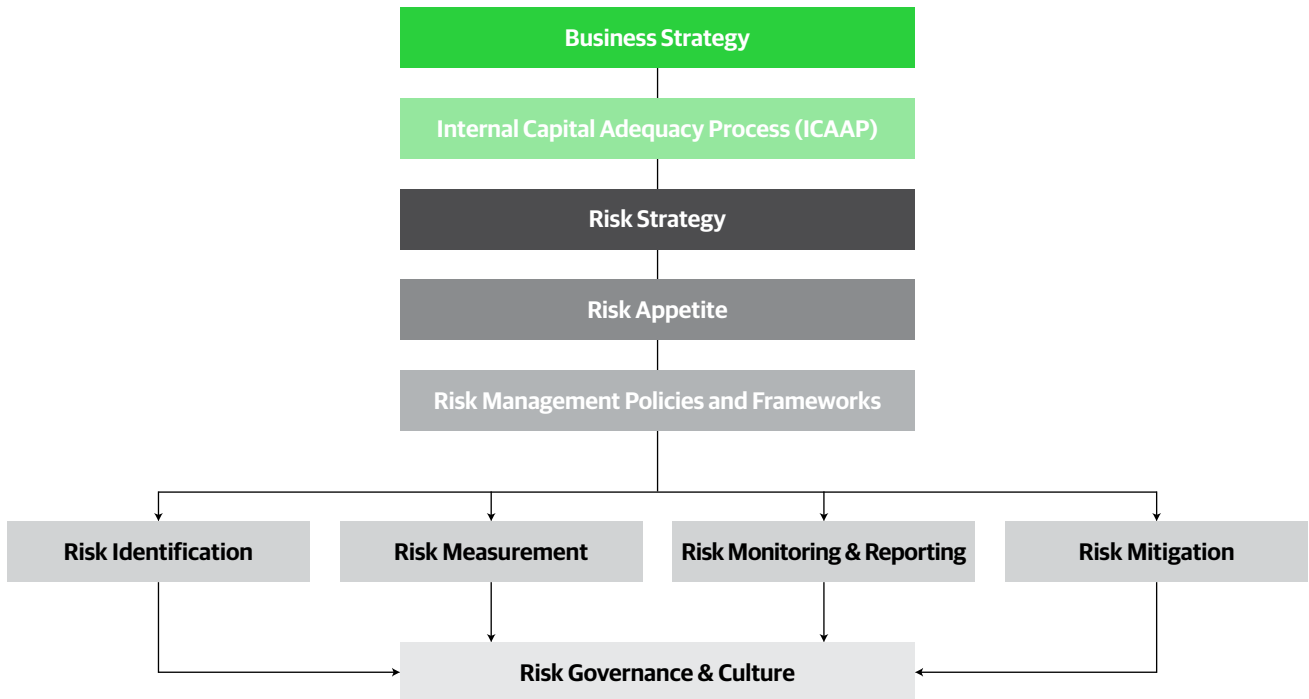 Business Strategy
Internal Capital Adequacy Process (ICAAP)
Risk Strategy
Risk Appetite
Risk Management Policies and Frameworks
Risk Identification
Risk Measurement
Risk Monitoring & Reporting
Risk Mitigation
Risk Governance & Culture